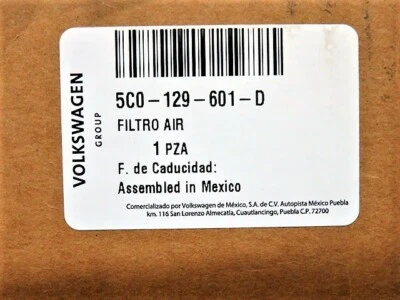 VOLKSWAGEN
GROUP
5C0-129-601-D
FILTRO AIR
1 PZA
F. de Caducidad:
Assembled in Mexico
Comercializado por Volkswagen de México, S.A. de C.V. Autopista México Puebla
km. 116 San Lorenzo Almecatla, Cuautlancingo, Puebla C.P. 72700